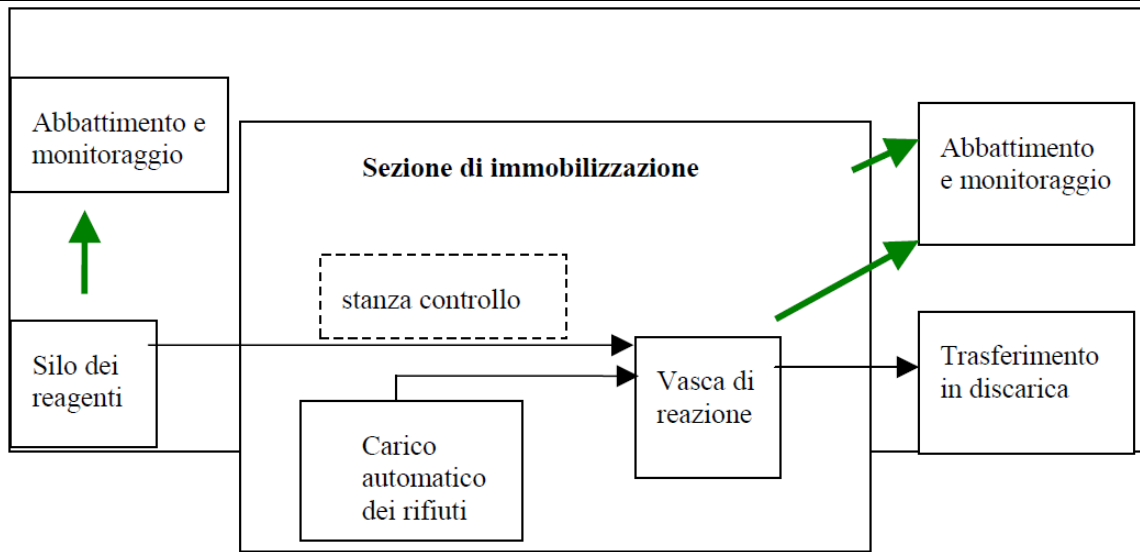 Abbattimento e
monitoraggio
Sezione di immobilizzazione
Abbattimento
e monitoraggio
stanza controllo
Silo dei
reagenti
Carico
automatico
dei rifiuti
Vasca di
reazione
Trasferimento
in discarica